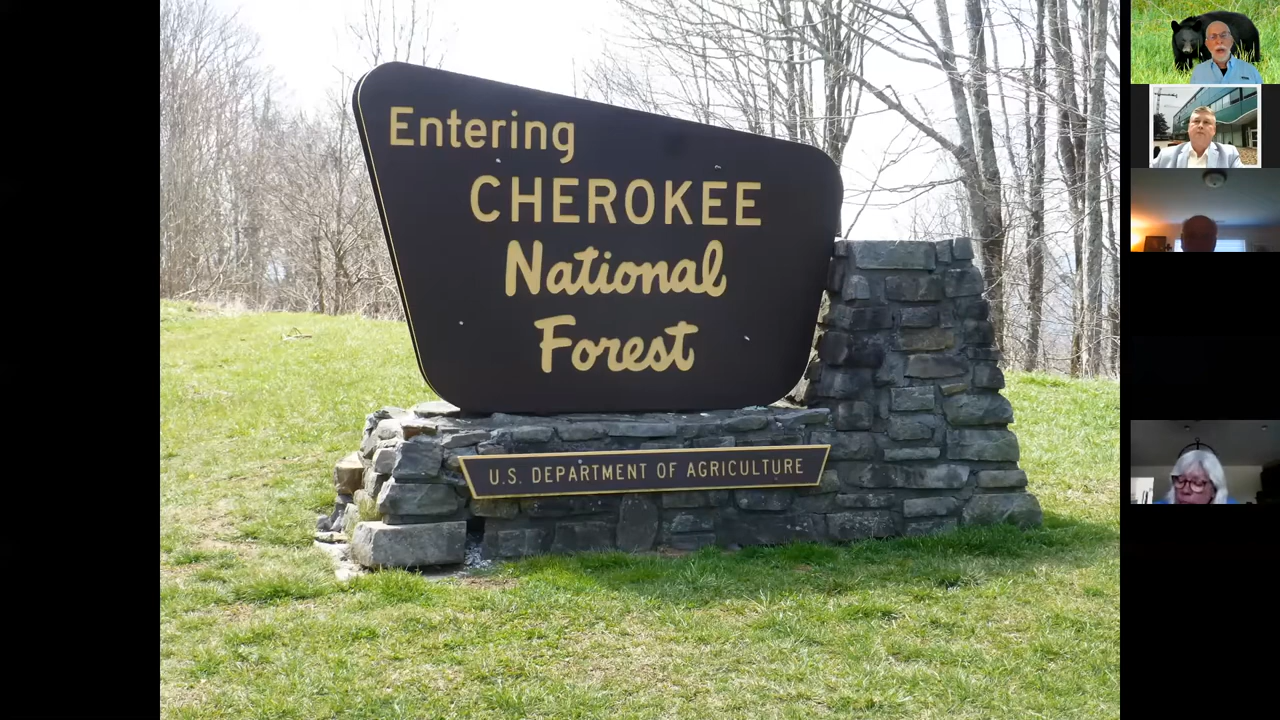 Entering
CHEROKEE
National
Forest
U.S. DEPARTMENT OF AGRICULTURE